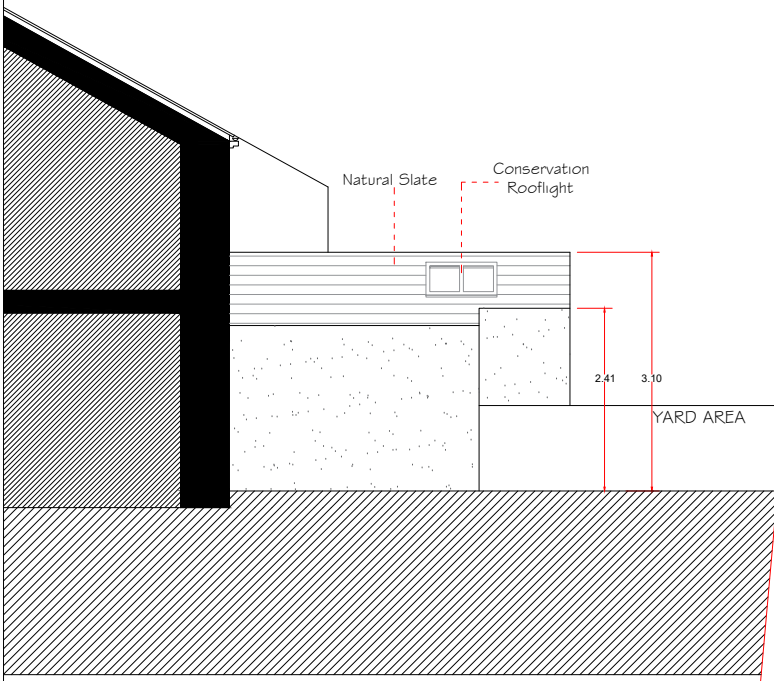 Natural Slate
Conservation
Rooflight
2.41
3.10
YARD AREA